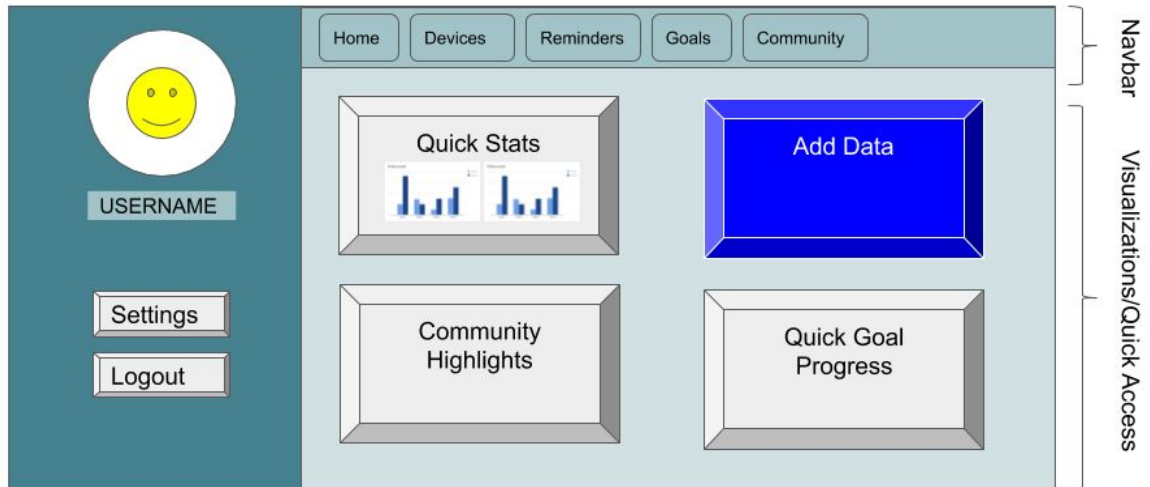 Home
Devices
Reminders
Goals
Community
USERNAME
Settings
Logout
Quick Stats
Add Data
Community
Highlights
Quick Goal
Progress
Navbar
Visualizations/Quick Access